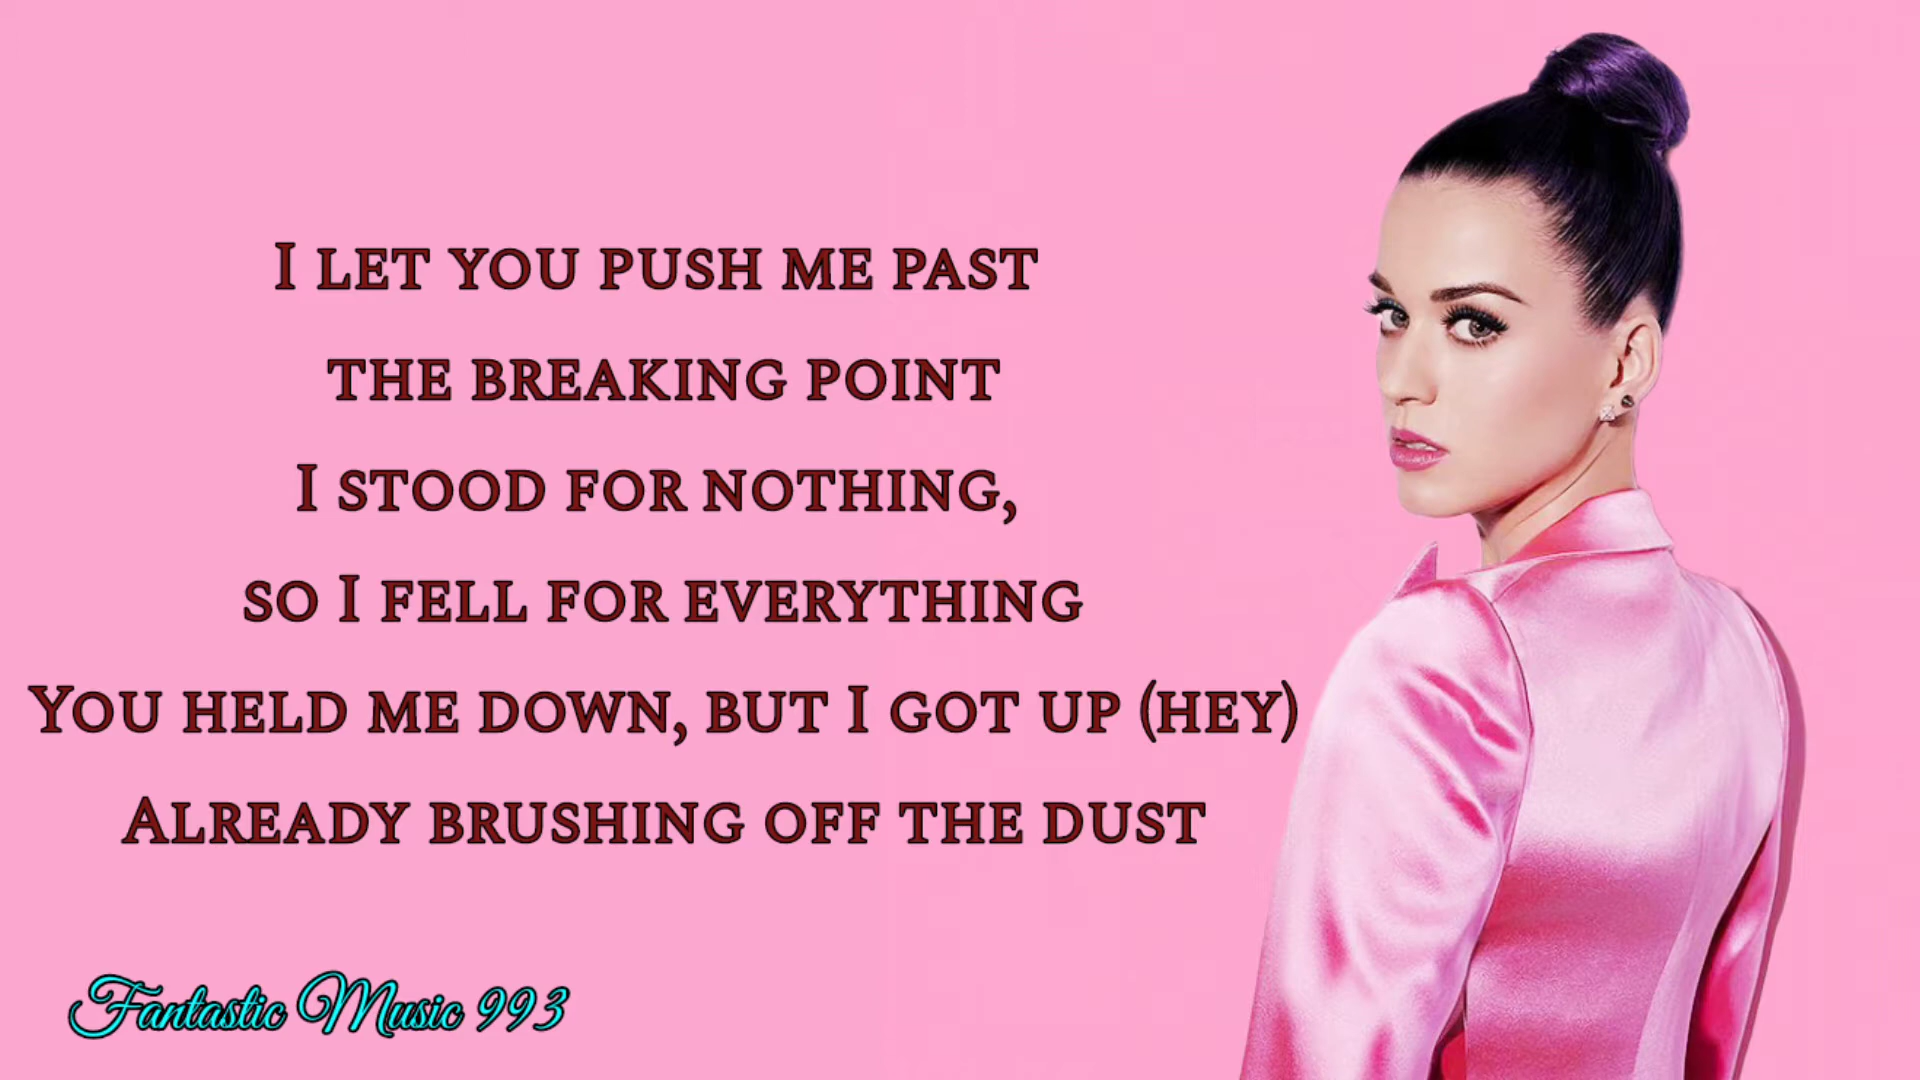 I let you push me past
the breaking point
I stood for nothing,
so I fell for everything
You held me down, but I got up (hey)
Already brushing off the dust
Fantastic Music 993